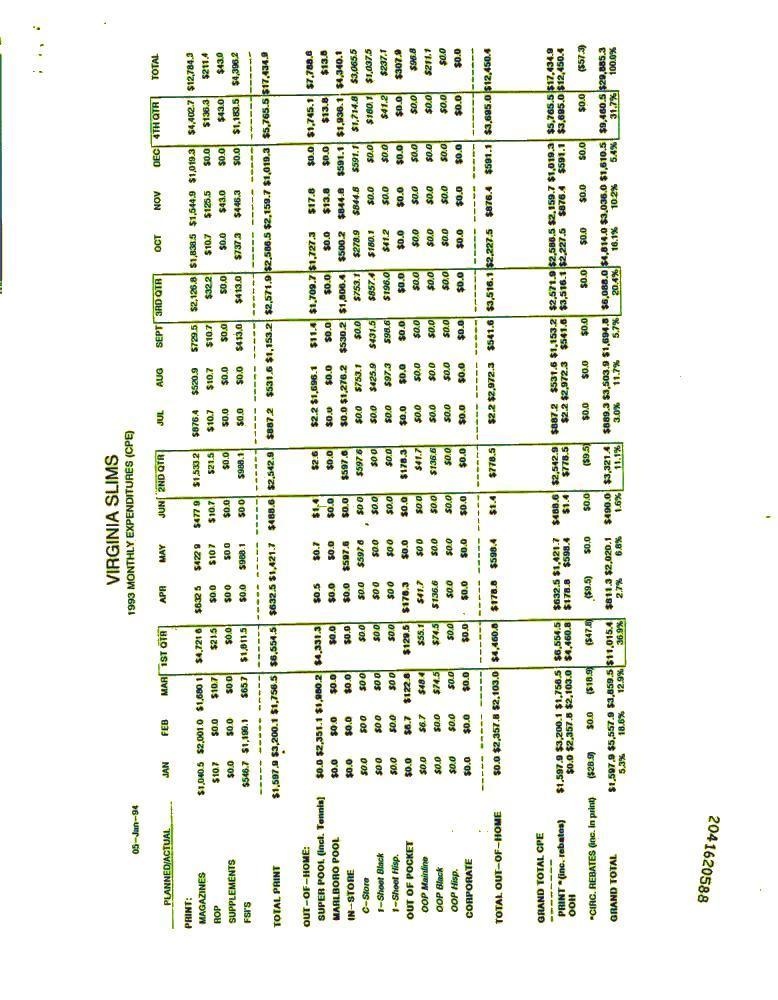 VIRGINIA SLIMS
1993 MONTHLY EXPENDITURES (CPE)
05-Jan-94
PLANNED/ACTUAL JAN FEB MAR 1ST QTR APR MAY JUN 2ND QTR JUL AUG SEPT 3RD QTR OCT NOV DEC 4TH QTR TOTAL
PRINT:
MAGAZINES $1,040.5 $2,001.0 $1,680.1 $4,721.6 $632.5 $422.9 $477.9 $1,533.2 $876.4 $520.9 $729.5 $2,126.8 $1,838.5 $1,544.9 $1,019.3 $4,402.7 $12,784.3
ROP $10.7 $0.0 $10.7 $21.5 $0.0 $10.7 $10.7 $21.5 $10.7 $10.7 $10.7 $32.2 $10.7 $125.5 $0.0 $136.3 $211.4
SUPPLEMENTS $0.0 $0.0 $0.0 $0.0 $0.0 $0.0 $0.0 $0.0 $0.0 $0.0 $0.0 $0.0 $0.0 $43.0 $0.0 $43.0 $43.0
FSI'S $546.7 $1,199.1 $65.7 $1,811.5 $0.0 $988.1 $0.0 $988.1 $0.0 $0.0 $413.0 $413.0 $737.3 $446.3 $0.0 $1,183.5 $4,396.2
TOTAL PRINT $1,597.9 $3,200.1 $1,756.5 $6,554.5 $632.5 $1,421.7 $488.6 $2,542.9 $887.2 $531.6 $1,153.2 $2,571.9 $2,586.5 $2,159.7 $1,019.3 $5,765.5 $17,434.9
OUT-OF-HOME:
SUPER POOL (incl. Tennis) $0.0 $2,351.1 $1,980.2 $4,331.3 $0.5 $0.7 $1.4 $2.6 $2.2 $1,696.1 $11.4 $1,709.7 $1,727.3 $17.8 $0.0 $1,745.1 $7,788.6
MARLBORO POOL $0.0 $0.0 $0.0 $0.0 $0.0 $0.0 $0.0 $0.0 $0.0 $0.0 $0.0 $0.0 $0.0 $13.8 $0.0 $13.8 $13.8
IN-STORE $0.0 $0.0 $0.0 $0.0 $0.0 $597.6 $0.0 $597.6 $0.0 $1,276.2 $530.2 $1,806.4 $500.2 $844.8 $591.1 $1,936.1 $4,340.1
C-Store $0.0 $0.0 $0.0 $0.0 $0.0 $597.6 $0.0 $597.6 $0.0 $753.1 $0.0 $753.1 $278.9 $844.8 $591.1 $1,714.8 $3,065.5
1-Sheet Black $0.0 $0.0 $0.0 $0.0 $0.0 $0.0 $0.0 $0.0 $0.0 $425.9 $431.5 $857.4 $180.1 $0.0 $0.0 $180.1 $1,037.5
1-Sheet Hisp. $0.0 $0.0 $0.0 $0.0 $0.0 $0.0 $0.0 $0.0 $0.0 $97.3 $98.6 $196.0 $41.2 $0.0 $0.0 $41.2 $237.1
OUT OF POCKET $0.0 $6.7 $122.8 $129.5 $178.3 $0.0 $0.0 $178.3 $0.0 $0.0 $0.0 $0.0 $0.0 $0.0 $0.0 $0.0 $307.9
OOP Mainline $0.0 $6.7 $48.4 $55.1 $41.7 $0.0 $0.0 $41.7 $0.0 $0.0 $0.0 $0.0 $0.0 $0.0 $0.0 $0.0 $96.8
OOP Black $0.0 $0.0 $74.5 $74.5 $136.6 $0.0 $0.0 $136.6 $0.0 $0.0 $0.0 $0.0 $0.0 $0.0 $0.0 $0.0 $211.1
OOP Hisp. $0.0 $0.0 $0.0 $0.0 $0.0 $0.0 $0.0 $0.0 $0.0 $0.0 $0.0 $0.0 $0.0 $0.0 $0.0 $0.0 $0.0
CORPORATE $0.0 $0.0 $0.0 $0.0 $0.0 $0.0 $0.0 $0.0 $0.0 $0.0 $0.0 $0.0 $0.0 $0.0 $0.0 $0.0 $0.0
TOTAL OUT-OF-HOME $0.0 $2,357.8 $2,103.0 $4,460.8 $178.8 $598.4 $1.4 $778.5 $2.2 $2,972.3 $541.6 $3,516.1 $2,227.5 $876.4 $591.1 $3,695.0 $12,450.4
GRAND TOTAL CPE
PRINT *(inc. rebates) $1,597.9 $3,200.1 $1,756.5 $6,554.5 $632.5 $1,421.7 $488.6 $2,542.9 $887.2 $531.6 $1,153.2 $2,571.9 $2,586.5 $2,159.7 $1,019.3 $5,765.5 $17,434.9
OOH $0.0 $2,357.8 $2,103.0 $4,460.8 $178.8 $598.4 $1.4 $778.5 $2.2 $2,972.3 $541.6 $3,516.1 $2,227.5 $876.4 $591.1 $3,695.0 $12,450.4
*CIRC. REBATES (inc. in print) ($28.9) $0.0 ($18.9) ($47.8) ($9.5) $0.0 $0.0 ($9.5) $0.0 $0.0 $0.0 $0.0 $0.0 $0.0 $0.0 $0.0 ($57.3)
GRAND TOTAL $1,597.9 $5,557.9 $3,859.5 $11,015.4 $811.3 $2,020.1 $490.0 $3,321.4 $889.3 $3,503.9 $1,694.8 $6,088.0 $4,814.0 $3,036.0 $1,610.5 $9,460.5 $29,885.3
5.3% 18.6% 12.9% 36.9% 2.7% 6.8% 1.6% 11.1% 3.0% 11.7% 5.7% 20.4% 16.1% 10.2% 5.4% 31.7% 100.0%
2041620588